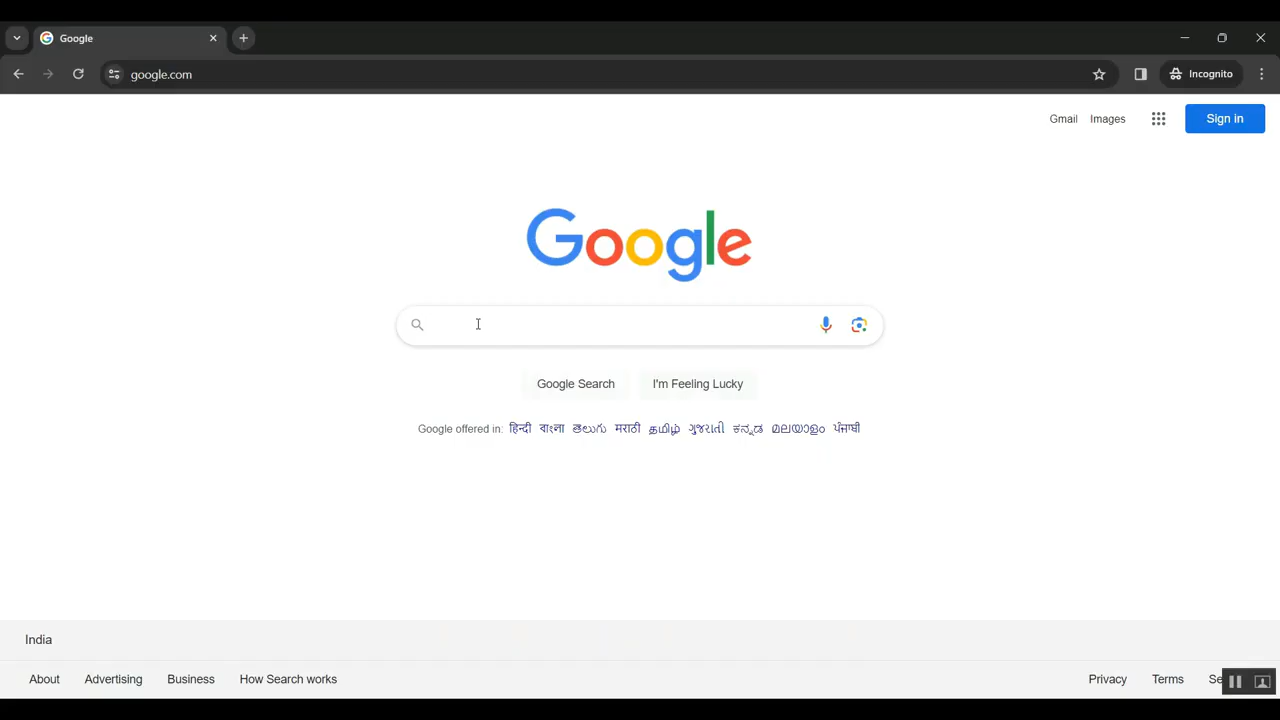 Google
google.com
Incognito
Gmail Images Sign in
Google
Google Search I'm Feeling Lucky
Google offered in: हिन्दी বাংলা తెలుగు मराठी தமிழ் ગુજરાતી ಕನ್ನಡ മലയാളം ਪੰਜਾਬੀ
India
About Advertising Business How Search works Privacy Terms Se